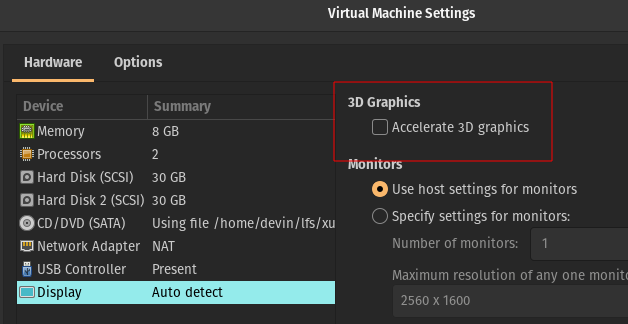 Virtual Machine Settings
Hardware Options
Device Summary
Memory 8 GB
Processors 2
Hard Disk (SCSI) 30 GB
Hard Disk 2 (SCSI) 30 GB
CD/DVD (SATA) Using file /home/devin/lfs/xu
Network Adapter NAT
USB Controller Present
Display Auto detect
3D Graphics
Accelerate 3D graphics
Monitors
Use host settings for monitors
Specify settings for monitors:
Number of monitors: 1
Maximum resolution of any one monito
2560 x 1600